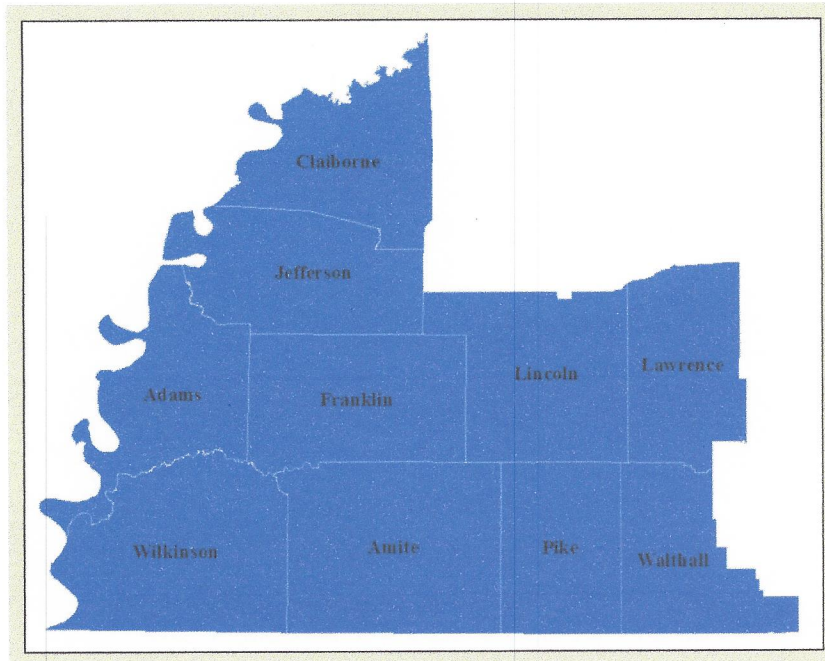 Claiborne
Jefferson
Lincoln
Lawrence
Adams
Franklin
Wilkinson
Amite
Pike
Walthall